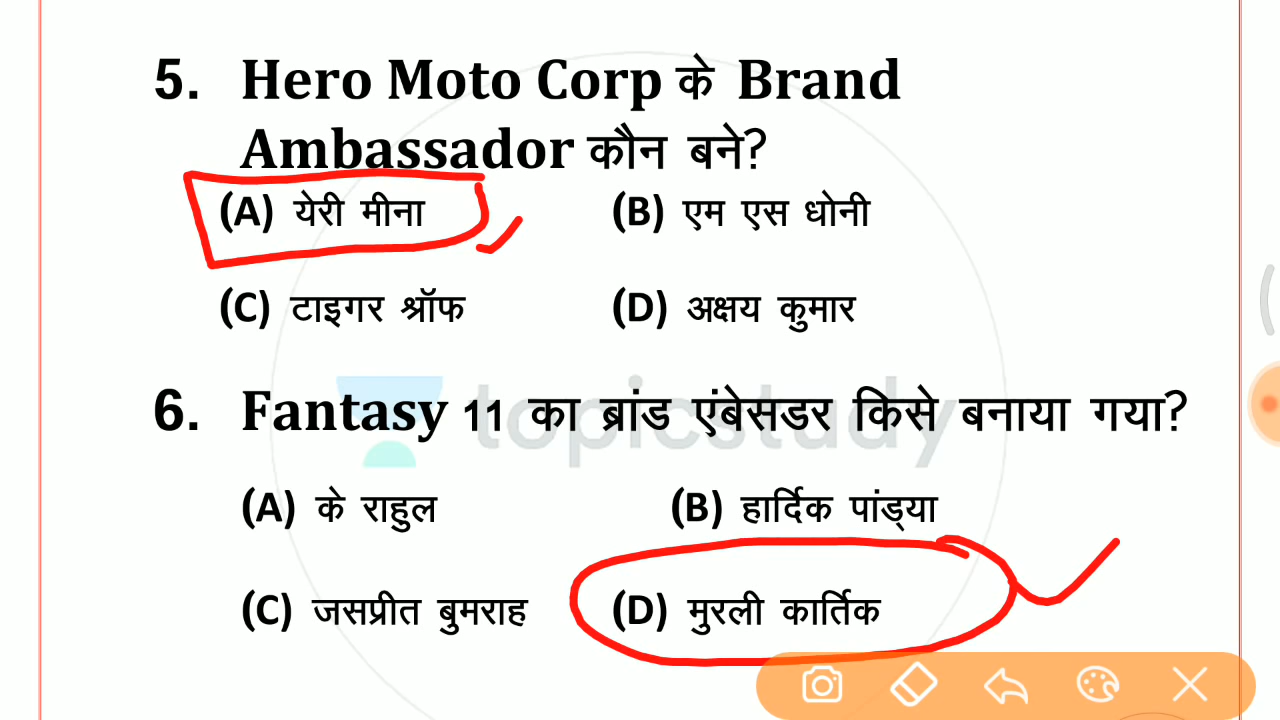 5. Hero Moto Corp के Brand
Ambassador कौन बने?
(A) येरी मीना (B) एम एस धोनी
(C) टाइगर श्रॉफ (D) अक्षय कुमार
topicstudy
6. Fantasy 11 का ब्रांड एंबेसडर किसे बनाया गया?
(A) के राहुल (B) हार्दिक पांड्या
(C) जसप्रीत बुमराह (D) मुरली कार्तिक